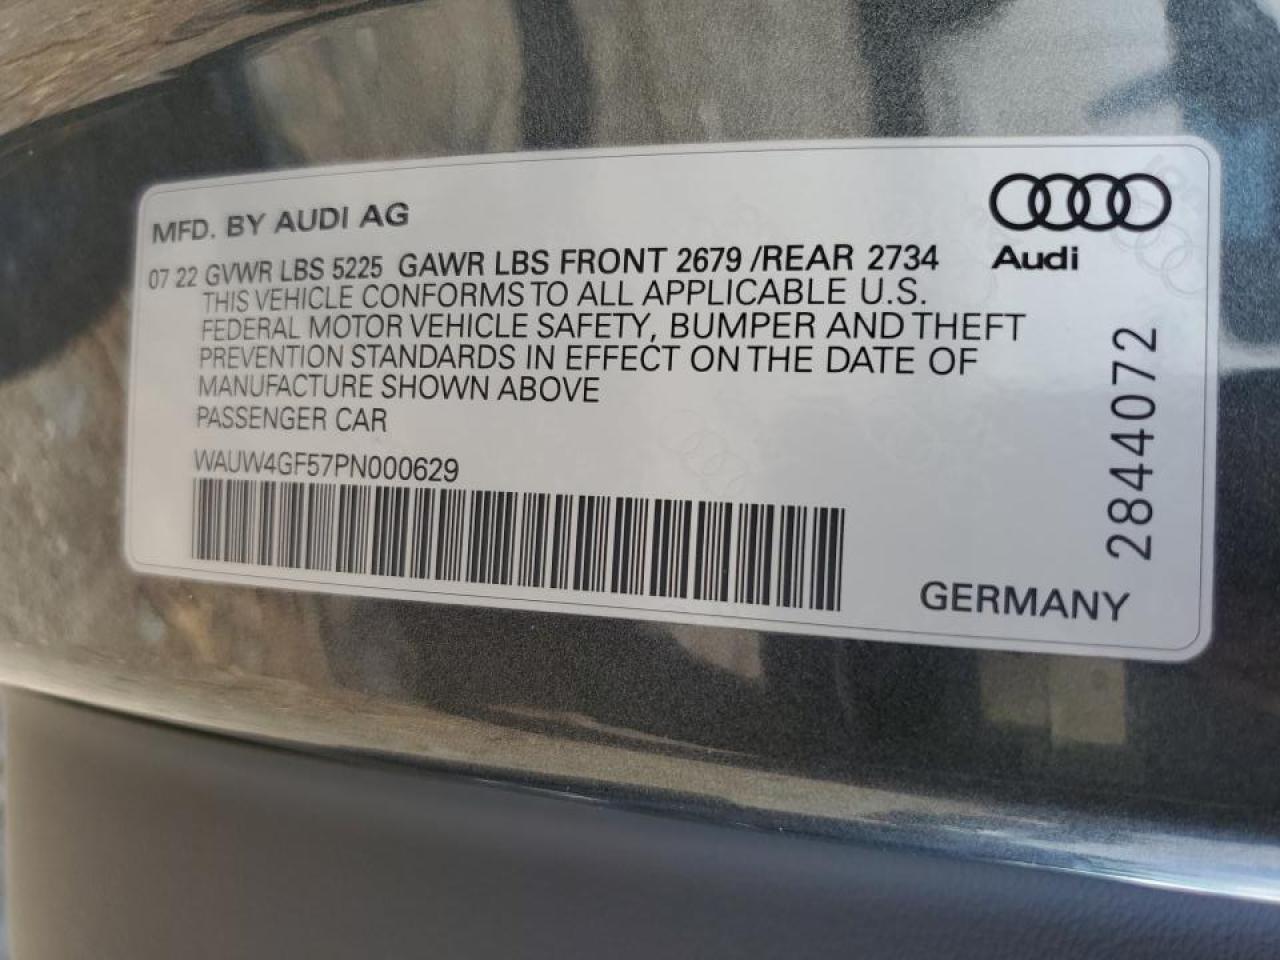 MFD. BY AUDI AG
Audi
07 22 GVWR LBS 5225 GAWR LBS FRONT 2679 /REAR 2734
THIS VEHICLE CONFORMS TO ALL APPLICABLE U.S.
FEDERAL MOTOR VEHICLE SAFETY, BUMPER AND THEFT
PREVENTION STANDARDS IN EFFECT ON THE DATE OF
MANUFACTURE SHOWN ABOVE
PASSENGER CAR
WAUW4GF57PN000629
2844072
GERMANY